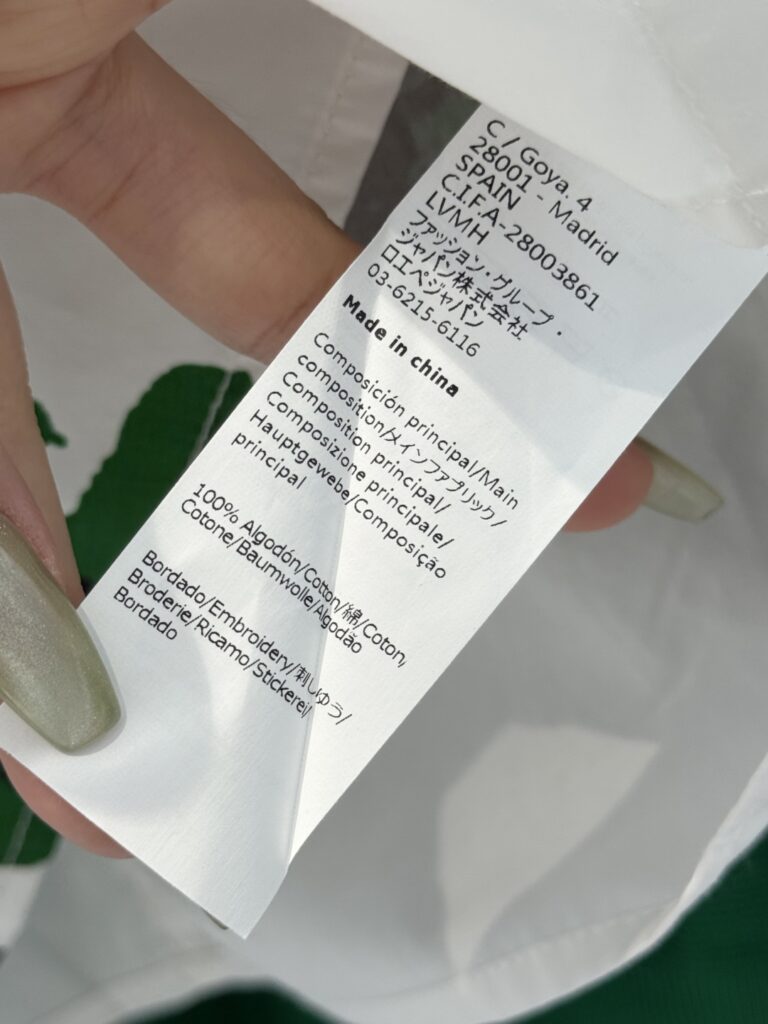 C / Goya. 4
28001 - Madrid
SPAIN
C.I.F.A-28003861
LVMH
ファッション・グループ・
ジャパン株式会社
ロエベジャパン
03-6215-6116
Made in china
Composición principal/Main
composition/メインファブリック/
Composition principal/
Composizione principale/
Hauptgewebe/Composição
principal
100% Algodón/Cotton/綿/Coton,
Cotone/Baumwolle/Algodão
Bordado/Embroidery/刺しゆう/
Broderie/Ricamo/Stickerei/
Bordado